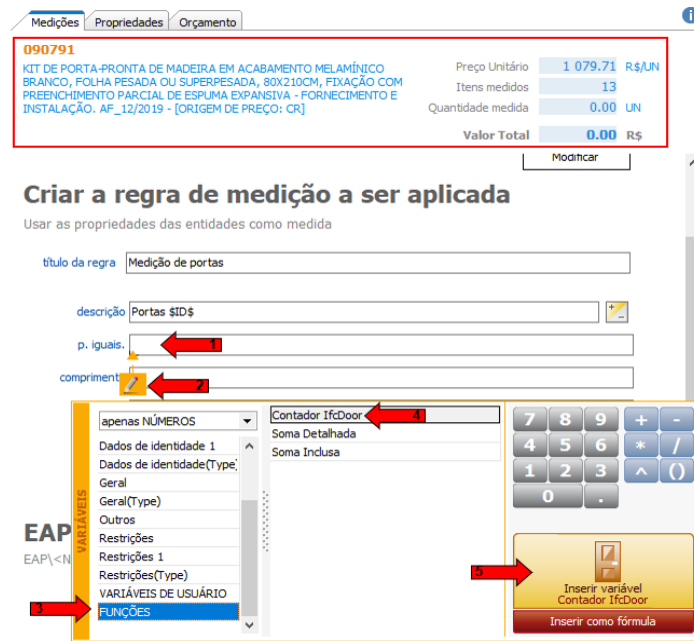 Medições Propriedades Orçamento
i
090791
KIT DE PORTA-PRONTA DE MADEIRA EM ACABAMENTO MELAMÍNICO
BRANCO, FOLHA PESADA OU SUPERPESADA, 80X210CM, FIXAÇÃO COM
PREENCHIMENTO PARCIAL DE ESPUMA EXPANSIVA - FORNECIMENTO E
INSTALAÇÃO. AF_12/2019 - [ORIGEM DE PREÇO: CR]
Preço Unitário 1 079.71 R$/UN
Itens medidos 13
Quantidade medida 0.00 UN
Valor Total 0.00 R$
Modificar
Criar a regra de medição a ser aplicada
Usar as propriedades das entidades como medida
título da regra Medição de portas
descrição Portas $ID$
p. iguais. 1
compriment 2
VARIÁVEIS
apenas NÚMEROS
Dados de identidade 1
Dados de identidade(Type)
Geral
Geral(Type)
Outros
Restrições
Restrições 1
Restrições(Type)
VARIÁVEIS DE USUÁRIO
3 FUNÇÕES
Contador IfcDoor 4
Soma Detalhada
Soma Inclusa
7 8 9 + -
4 5 6 * /
1 2 3 ^ ()
0 .
5
Inserir variável
Contador IfcDoor
Inserir como fórmula
EAP
EAP\<N